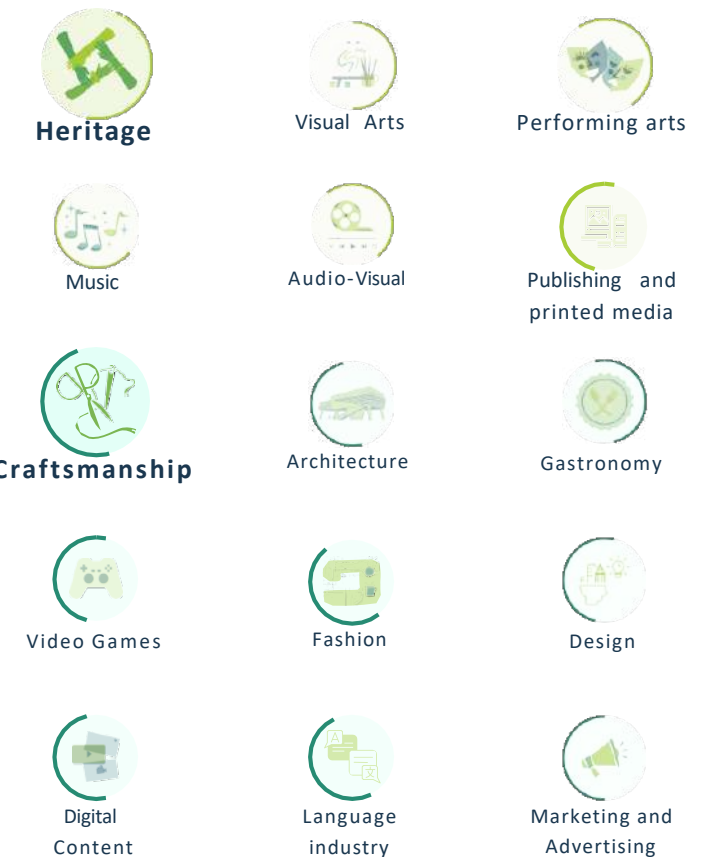 Heritage
Visual Arts
Performing arts
Music
Audio-Visual
Publishing and
printed media
Craftsmanship
Architecture
Gastronomy
Video Games
Fashion
Design
Digital
Content
Language
industry
Marketing and
Advertising